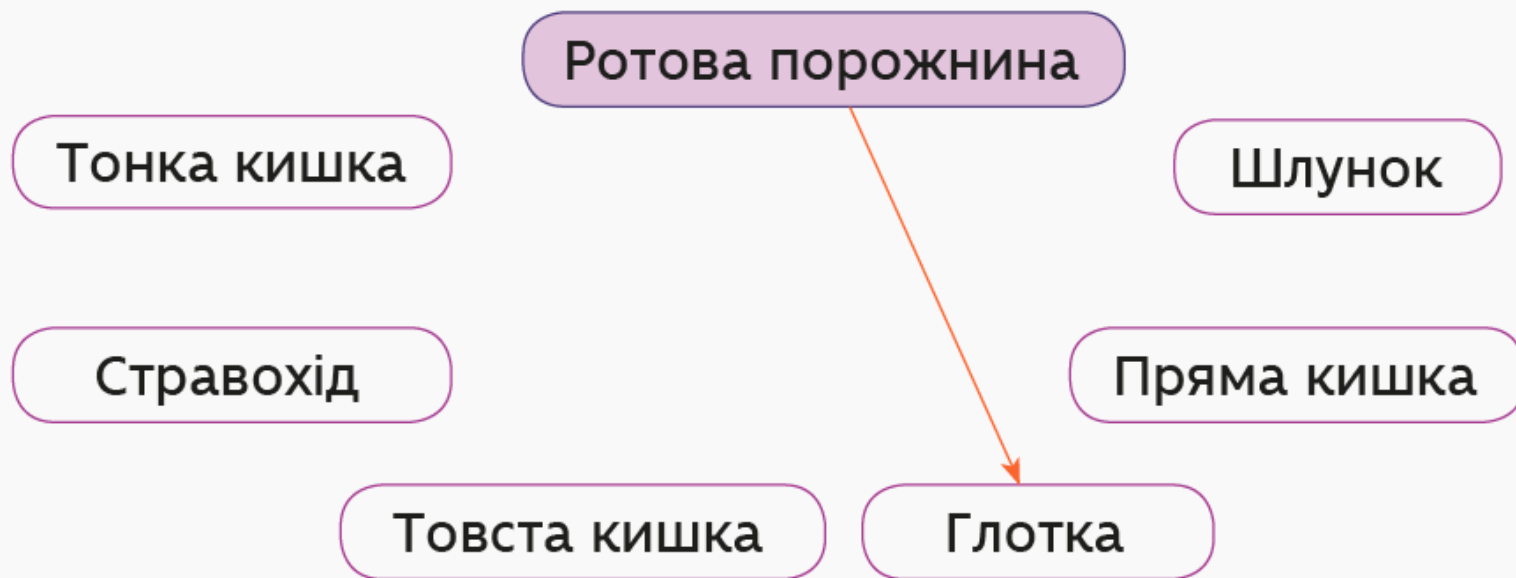 Ротова порожнина
Тонка кишка
Шлунок
Стравохід
Пряма кишка
Товста кишка
Глотка